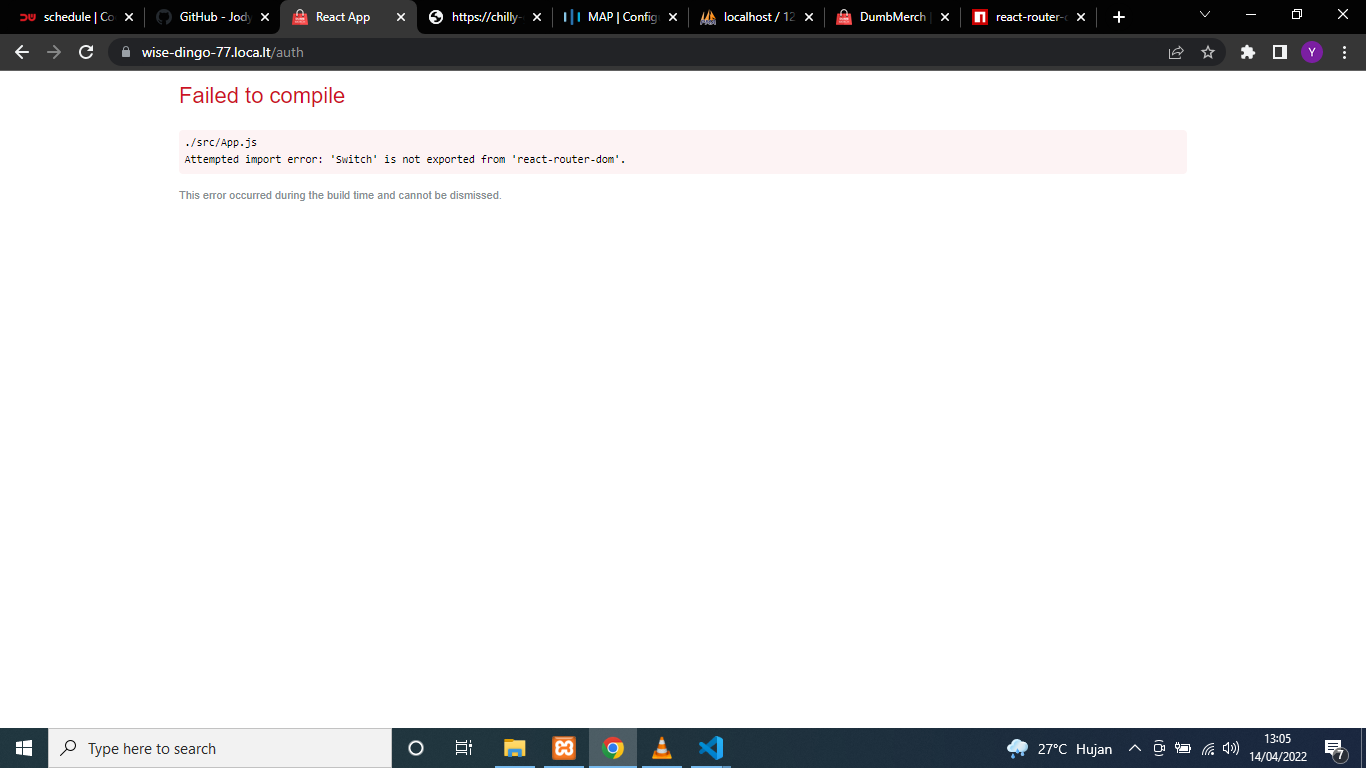 schedule | Co
GitHub - Jody
React App
https://chilly-
MAP | Config
localhost / 12
DumbMerch |
react-router-d
wise-dingo-77.loca.lt/auth
Y
Failed to compile
./src/App.js
Attempted import error: 'Switch' is not exported from 'react-router-dom'.
This error occurred during the build time and cannot be dismissed.
Type here to search
27°C Hujan
13:05
14/04/2022
7